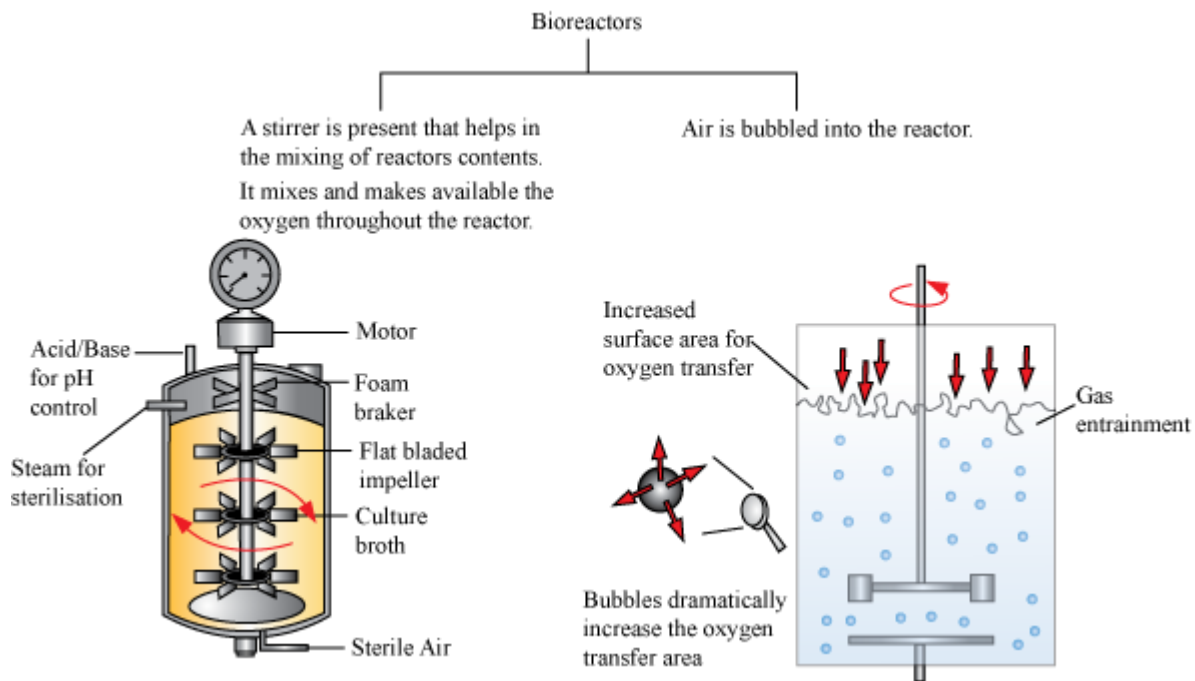 Bioreactors
A stirrer is present that helps in
the mixing of reactors contents.
It mixes and makes available the
oxygen throughout the reactor.
Air is bubbled into the reactor.
Motor
Acid/Base
for pH
control
Foam
braker
Steam for
sterilisation
Flat bladed
impeller
Culture
broth
Sterile Air
Increased
surface area for
oxygen transfer
Gas
entrainment
Bubbles dramatically
increase the oxygen
transfer area